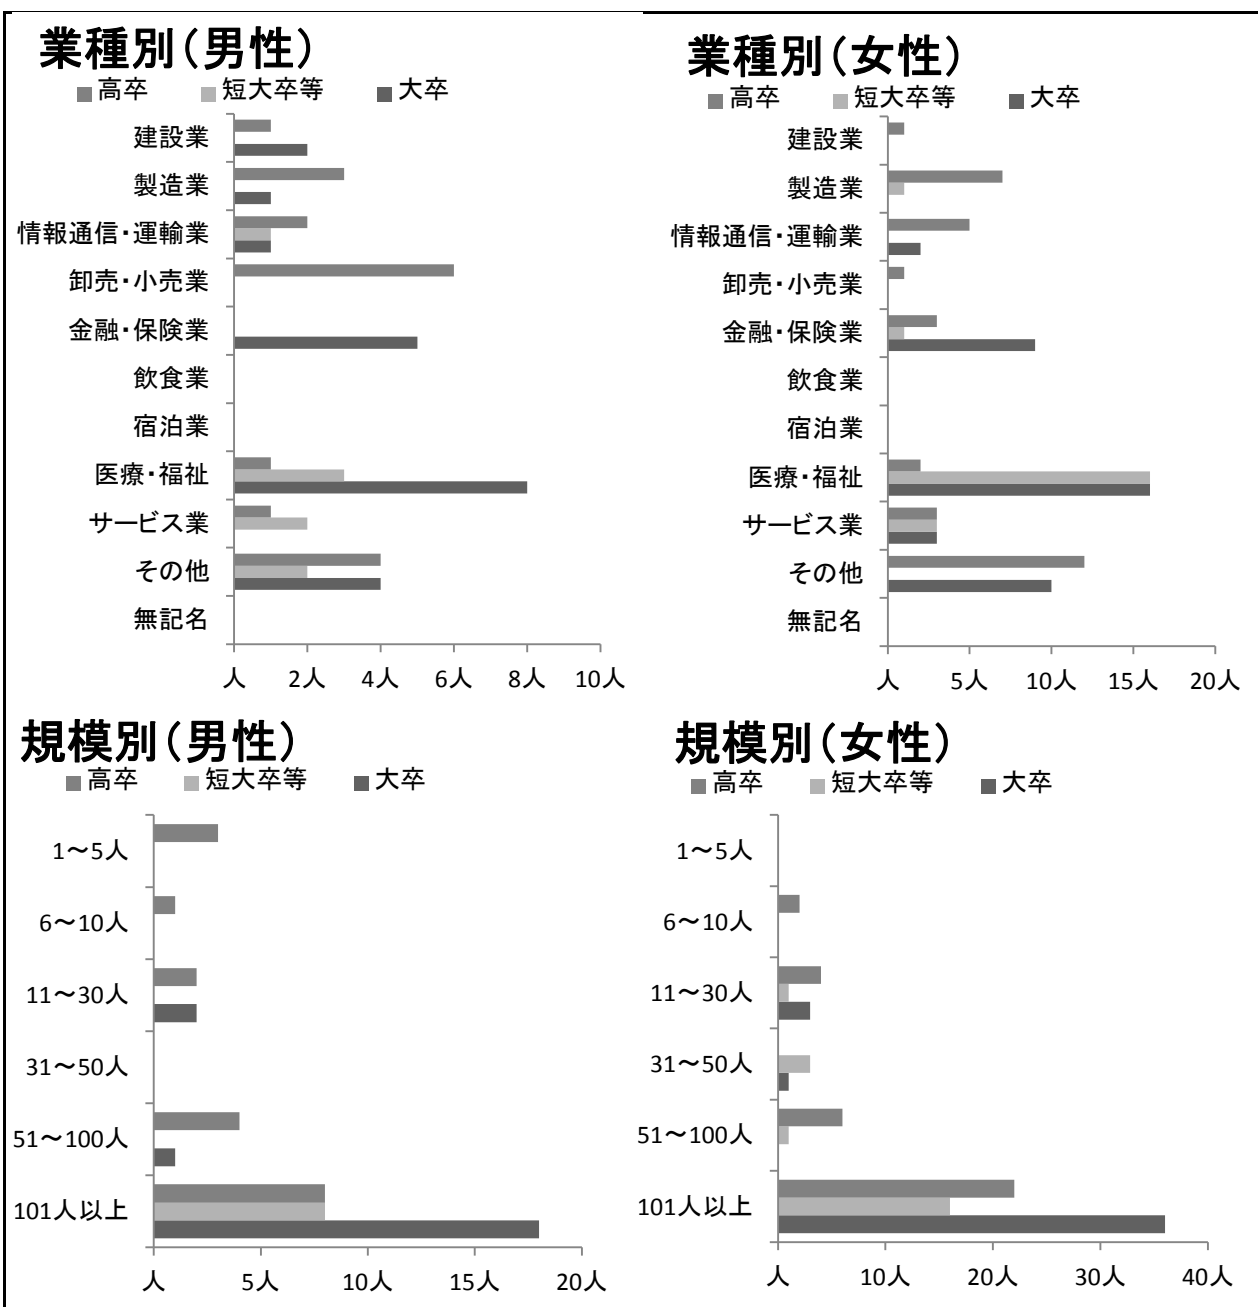 業種別（男性）
高卒 短大卒等 大卒
建設業
製造業
情報通信・運輸業
卸売・小売業
金融・保険業
飲食業
宿泊業
医療・福祉
サービス業
その他
無記名
人 2人 4人 6人 8人 10人
業種別（女性）
高卒 短大卒等 大卒
建設業
製造業
情報通信・運輸業
卸売・小売業
金融・保険業
飲食業
宿泊業
医療・福祉
サービス業
その他
無記名
人 5人 10人 15人 20人
規模別（男性）
高卒 短大卒等 大卒
1～5人
6～10人
11～30人
31～50人
51～100人
101人以上
人 5人 10人 15人 20人
規模別（女性）
高卒 短大卒等 大卒
1～5人
6～10人
11～30人
31～50人
51～100人
101人以上
人 10人 20人 30人 40人